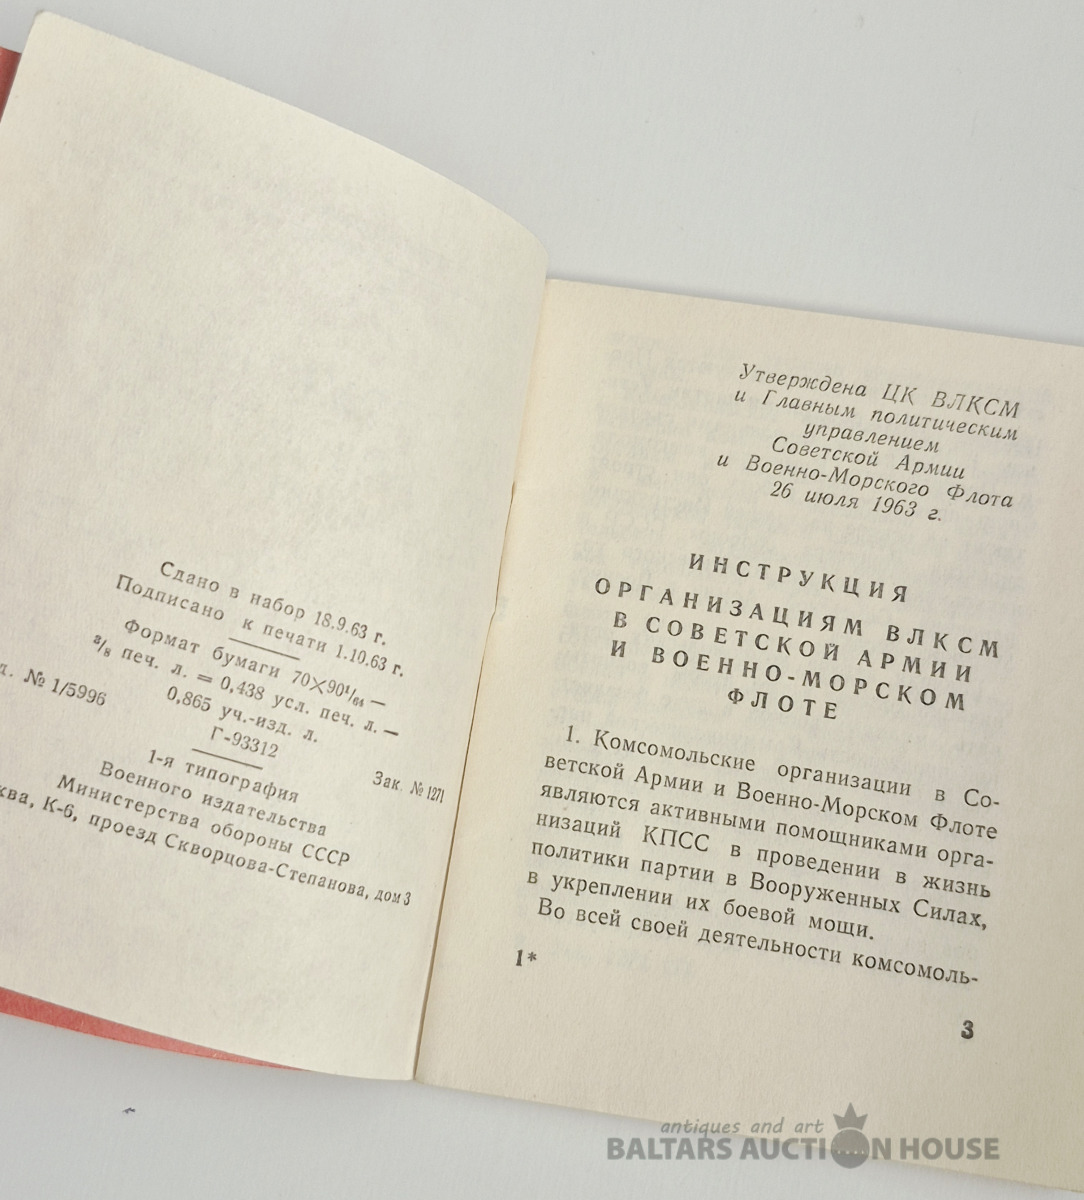 Сдано в набор 18.9.63 г.
Подписано к печати 1.10.63 г.
Формат бумаги 70×90¹/₆₄ —
³/₈ печ. л. = 0,438 усл. печ. л. —
0,865 уч.-изд. л.
Г-93312
№ 1/5996
Зак. № 1271
1-я типография
Военного издательства
Министерства обороны СССР
К-6, проезд Скворцова-Степанова, дом 3
Утверждена ЦК ВЛКСМ
и Главным политическим
управлением
Советской Армии
и Военно-Морского Флота
26 июля 1963 г.
ИНСТРУКЦИЯ
ОРГАНИЗАЦИЯМ ВЛКСМ
В СОВЕТСКОЙ АРМИИ
И ВОЕННО-МОРСКОМ
ФЛОТЕ
1. Комсомольские организации в Со-
ветской Армии и Военно-Морском Флоте
являются активными помощниками орга-
низаций КПСС в проведении в жизнь
политики партии в Вооруженных Силах,
в укреплении их боевой мощи.
Во всей своей деятельности комсомоль-
1*
3
antiques and art
BALTARS AUCTION HOUSE